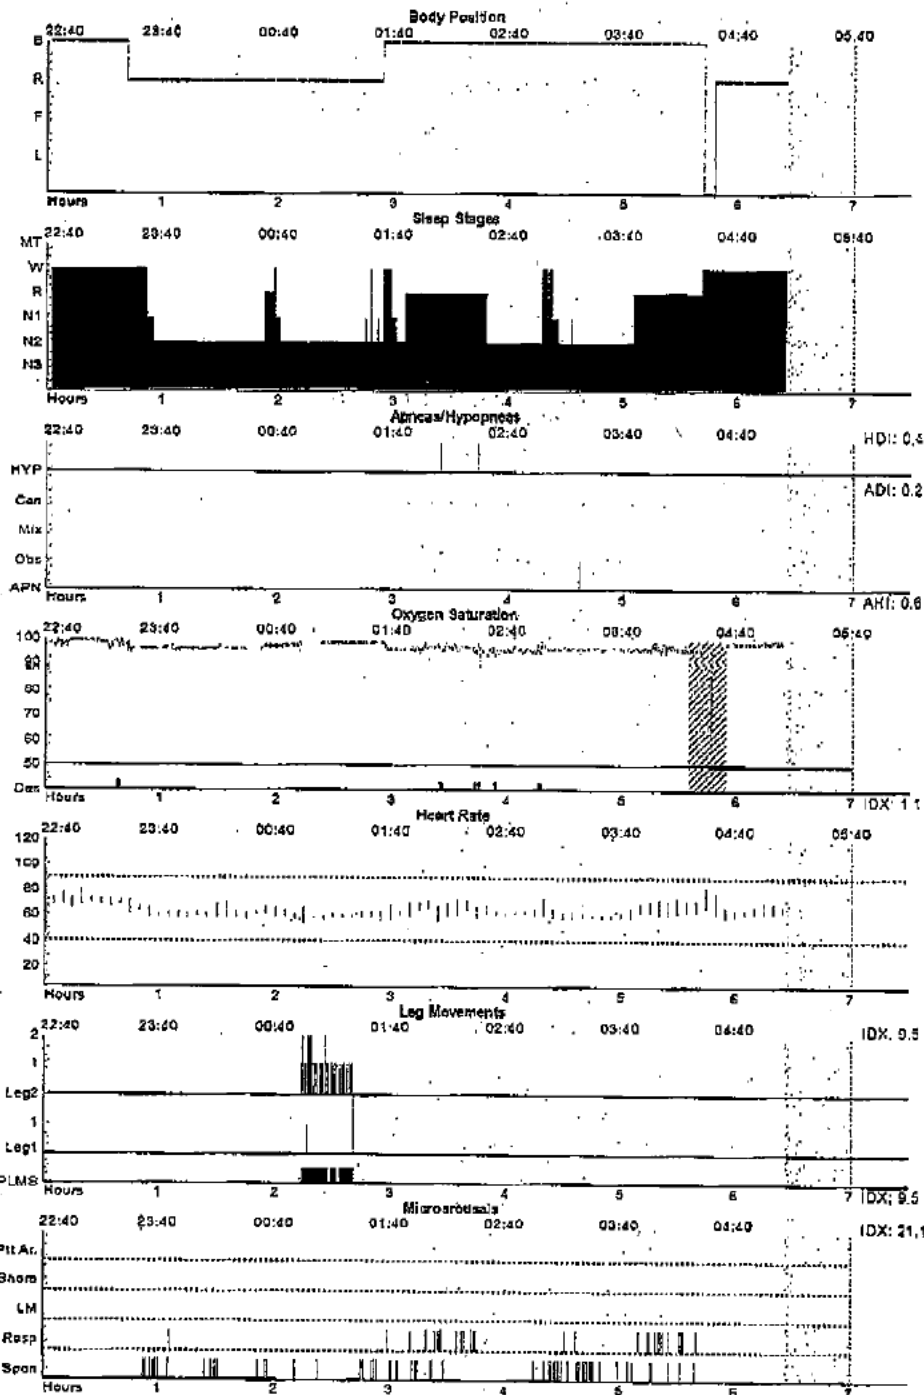 Body Position
22:40 23:40 00:40 01:40 02:40 03:40 04:40 05:40
B
R
F
L
Hours 1 2 3 4 5 6 7
Sleep Stages
22:40 23:40 00:40 01:40 02:40 03:40 04:40 05:40
MT
W
R
N1
N2
N3
Hours 1 2 3 4 5 6 7
Apneas/Hypopneas
22:40 23:40 00:40 01:40 02:40 03:40 04:40
HYP
ADI: 0.2
Cen
Mix
Obs
APN
Hours 1 2 3 4 5 6 7
AHI: 0.6
Oxygen Saturation
22:40 23:40 00:40 01:40 02:40 03:40 04:40 05:40
100
80
70
60
50
Des
Hours 1 2 3 4 5 6 7 IDX: 1.1
Heart Rate
22:40 23:40 00:40 01:40 02:40 03:40 04:40 05:40
120
100
80
60
40
20
Hours 1 2 3 4 5 6 7
Leg Movements
22:40 23:40 00:40 01:40 02:40 03:40 04:40 IDX: 9.5
2
1
Leg2
1
Leg1
PLMS
Hours 1 2 3 4 5 6 7 IDX: 9.5
Microarousals
22:40 23:40 00:40 01:40 02:40 03:40 04:40 IDX: 21.1
Ptt Ar.
LM
Resp
Spon
Hours 1 2 3 4 5 6 7